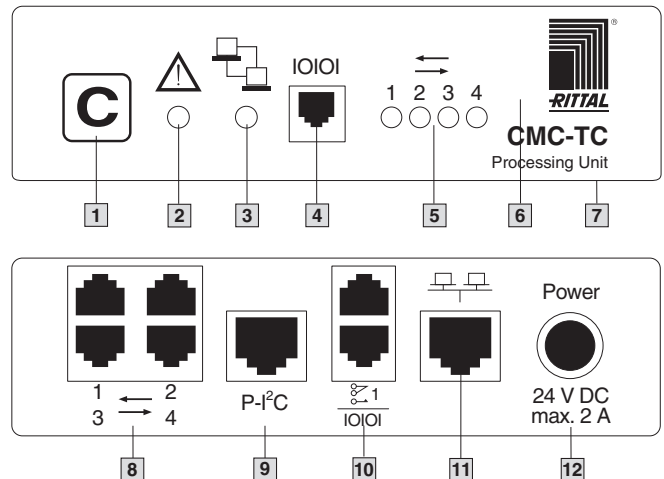 ®
IOIOI
1 2 3 4
C
RITTAL
CMC-TC
Processing Unit
1 2 3 4 5 6 7
Power
1 2
3 4
P-I²C
1
IOIOI
24 V DC
max. 2 A
8 9 10 11 12